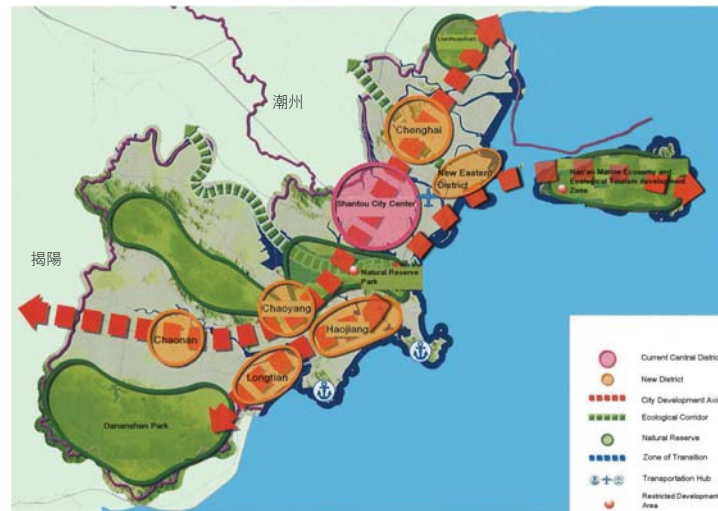 Lianhuashan
潮州
Chenghai
New Eastern
District
Nan'ao Marine Economy and
Ecological Tourism development
Zone
Shantou City Center
揭陽
Natural Reserve
Park
Chaoyang
Haojiang
Chaonan
Longtian
Dananshan Park
Current Central District
New District
City Development Axis
Ecological Corridor
Natural Reserve
Zone of Transition
Transportation Hub
Restricted Development
Area